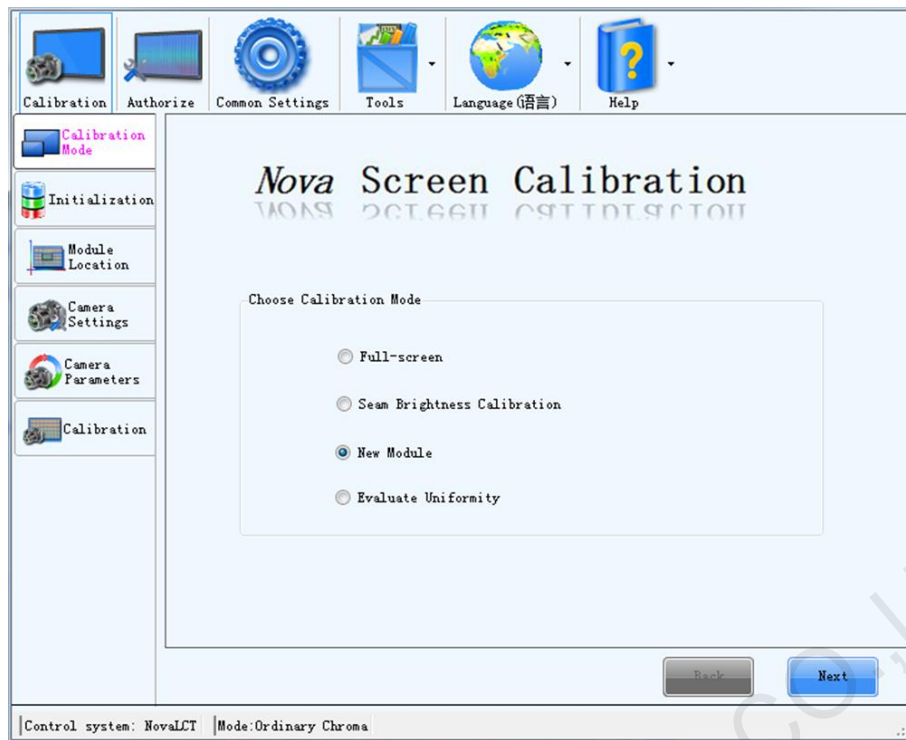 Calibration
Authorize
Common Settings
Tools
Language(语言)
Help
Calibration
Mode
Initialization
Module
Location
Camera
Settings
Camera
Parameters
Calibration
Nova Screen Calibration
Choose Calibration Mode
Full-screen
Seam Brightness Calibration
New Module
Evaluate Uniformity
Back
Next
Control system: NovaLCT
Mode:Ordinary Chroma
CO.,L